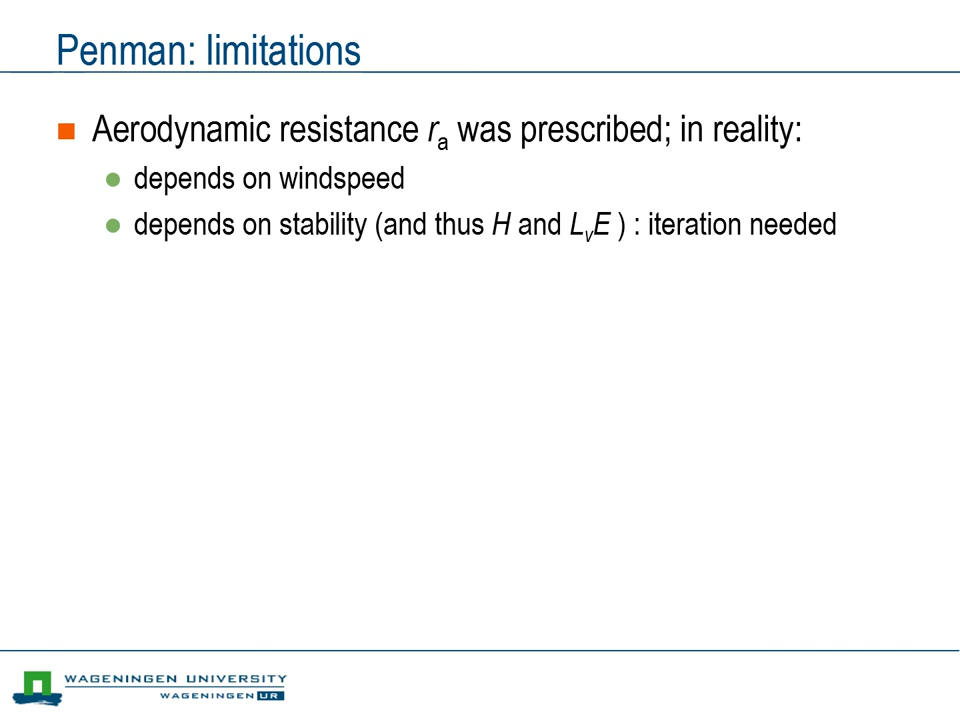 Penman: limitations
Aerodynamic resistance ra was prescribed; in reality:
depends on windspeed
depends on stability (and thus H and LvE ) : iteration needed
WAGENINGEN UNIVERSITY
WAGENINGEN UR